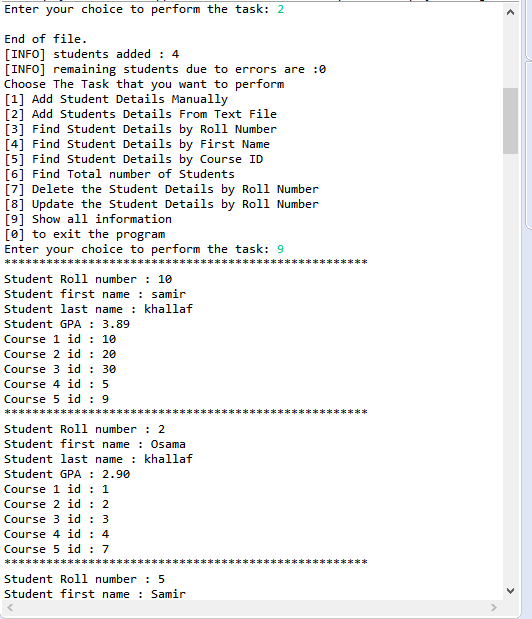 Enter your choice to perform the task: 2

End of file.
[INFO] students added : 4
[INFO] remaining students due to errors are :0
Choose The Task that you want to perform
[1] Add Student Details Manually
[2] Add Students Details From Text File
[3] Find Student Details by Roll Number
[4] Find Student Details by First Name
[5] Find Student Details by Course ID
[6] Find Total number of Students
[7] Delete the Student Details by Roll Number
[8] Update the Student Details by Roll Number
[9] Show all information
[0] to exit the program
Enter your choice to perform the task: 9
****************************************************
Student Roll number : 10
Student first name : samir
Student last name : khallaf
Student GPA : 3.89
Course 1 id : 10
Course 2 id : 20
Course 3 id : 30
Course 4 id : 5
Course 5 id : 9
****************************************************
Student Roll number : 2
Student first name : Osama
Student last name : khallaf
Student GPA : 2.90
Course 1 id : 1
Course 2 id : 2
Course 3 id : 3
Course 4 id : 4
Course 5 id : 7
****************************************************
Student Roll number : 5
Student first name : Samir